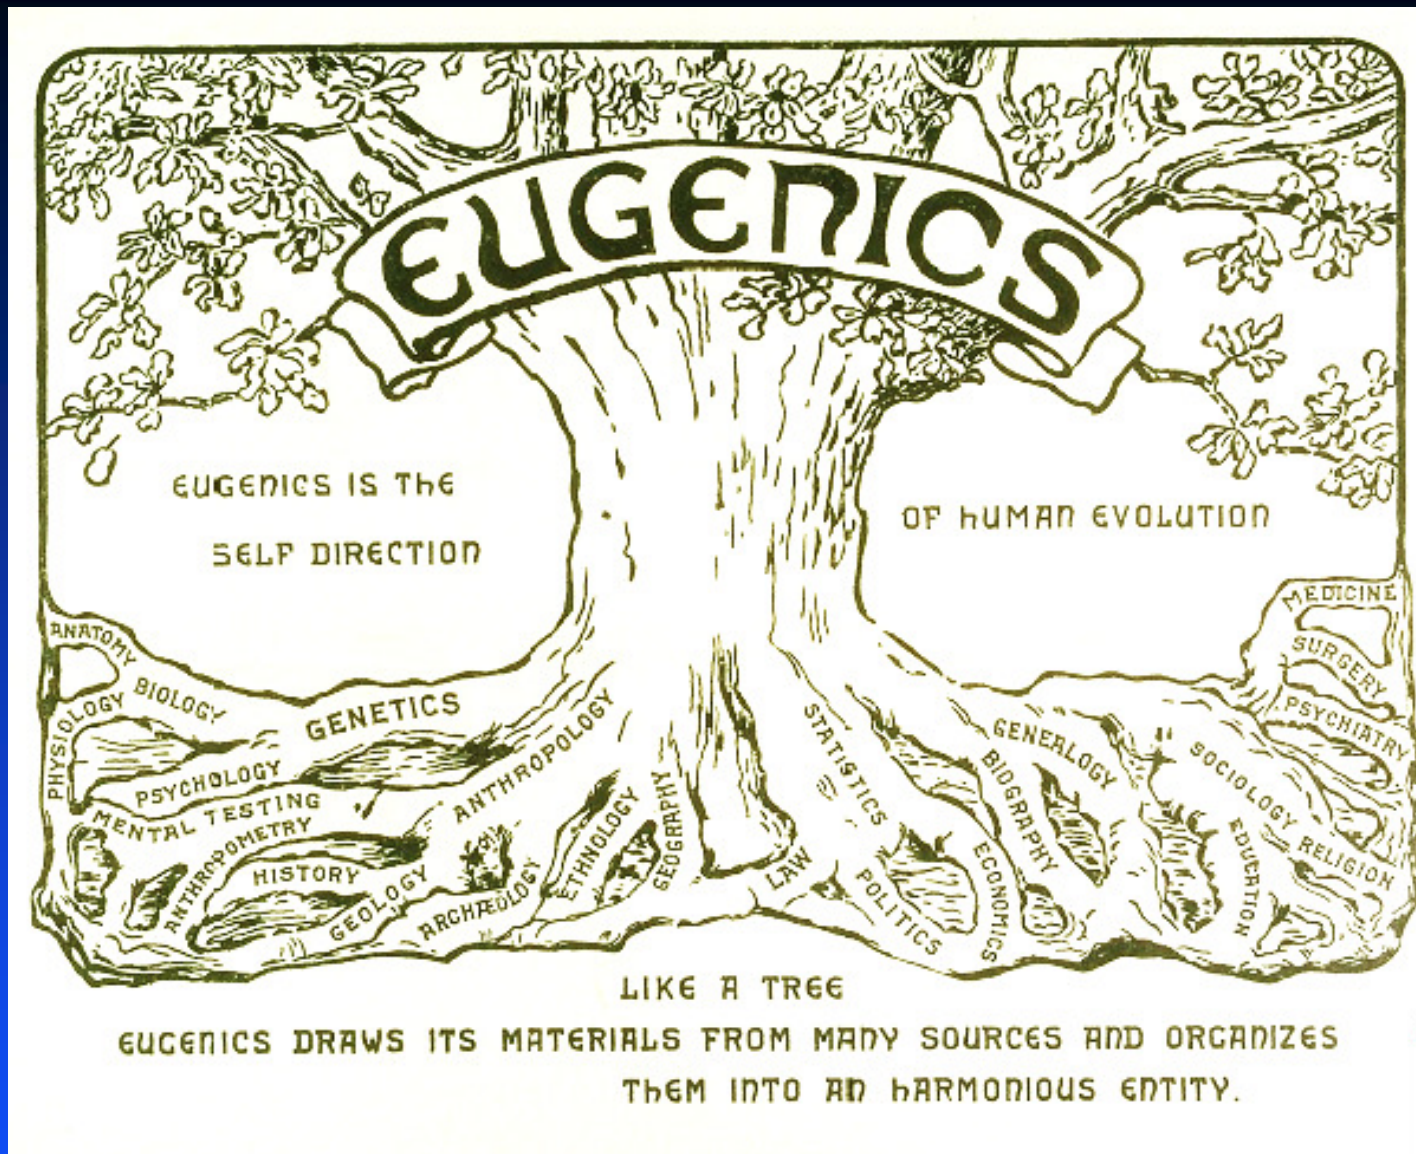 EUGENICS
EUGENICS IS THE
SELF DIRECTION
OF HUMAN EVOLUTION
ANATOMY
BIOLOGY
PHYSIOLOGY
GENETICS
PSYCHOLOGY
MENTAL TESTING
ANTHROPOMETRY
HISTORY
GEOLOGY
ANTHROPOLOGY
ARCHÆOLOGY
ETHNOLOGY
GEOGRAPHY
LAW
STATISTICS
POLITICS
ECONOMICS
BIOGRAPHY
GENEALOGY
EDUCATION
SOCIOLOGY
RELIGION
PSYCHIATRY
SURGERY
MEDICINE
LIKE A TREE
EUGENICS DRAWS ITS MATERIALS FROM MANY SOURCES AND ORGANIZES
THEM INTO AN HARMONIOUS ENTITY.